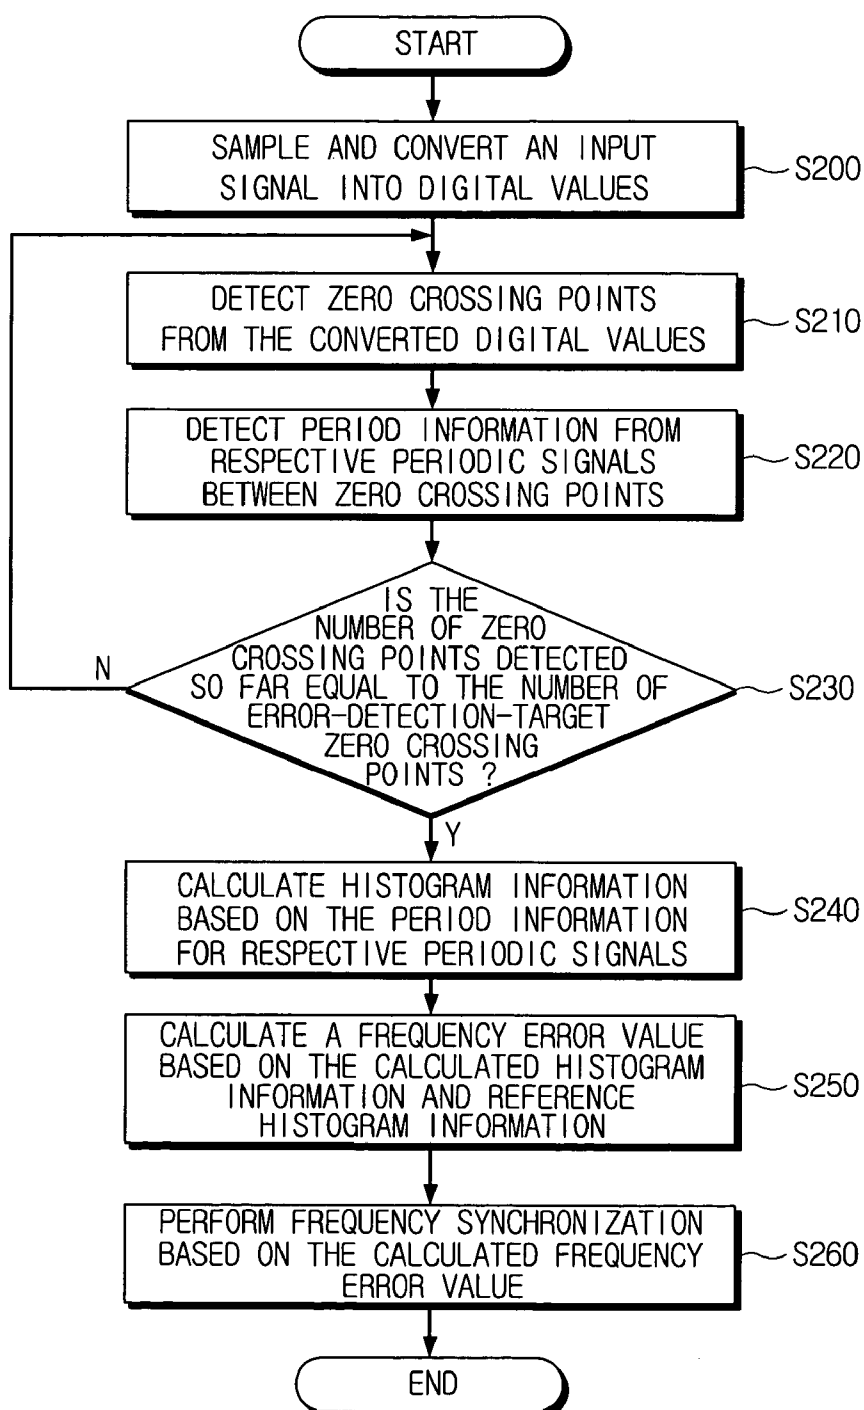 START
SAMPLE AND CONVERT AN INPUT
SIGNAL INTO DIGITAL VALUES
S200
DETECT ZERO CROSSING POINTS
FROM THE CONVERTED DIGITAL VALUES
S210
DETECT PERIOD INFORMATION FROM
RESPECTIVE PERIODIC SIGNALS
BETWEEN ZERO CROSSING POINTS
S220
IS THE
NUMBER OF ZERO
CROSSING POINTS DETECTED
SO FAR EQUAL TO THE NUMBER OF
ERROR-DETECTION-TARGET
ZERO CROSSING
POINTS ?
S230
N
Y
CALCULATE HISTOGRAM INFORMATION
BASED ON THE PERIOD INFORMATION
FOR RESPECTIVE PERIODIC SIGNALS
S240
CALCULATE A FREQUENCY ERROR VALUE
BASED ON THE CALCULATED HISTOGRAM
INFORMATION AND REFERENCE
HISTOGRAM INFORMATION
S250
PERFORM FREQUENCY SYNCHRONIZATION
BASED ON THE CALCULATED FREQUENCY
ERROR VALUE
S260
END